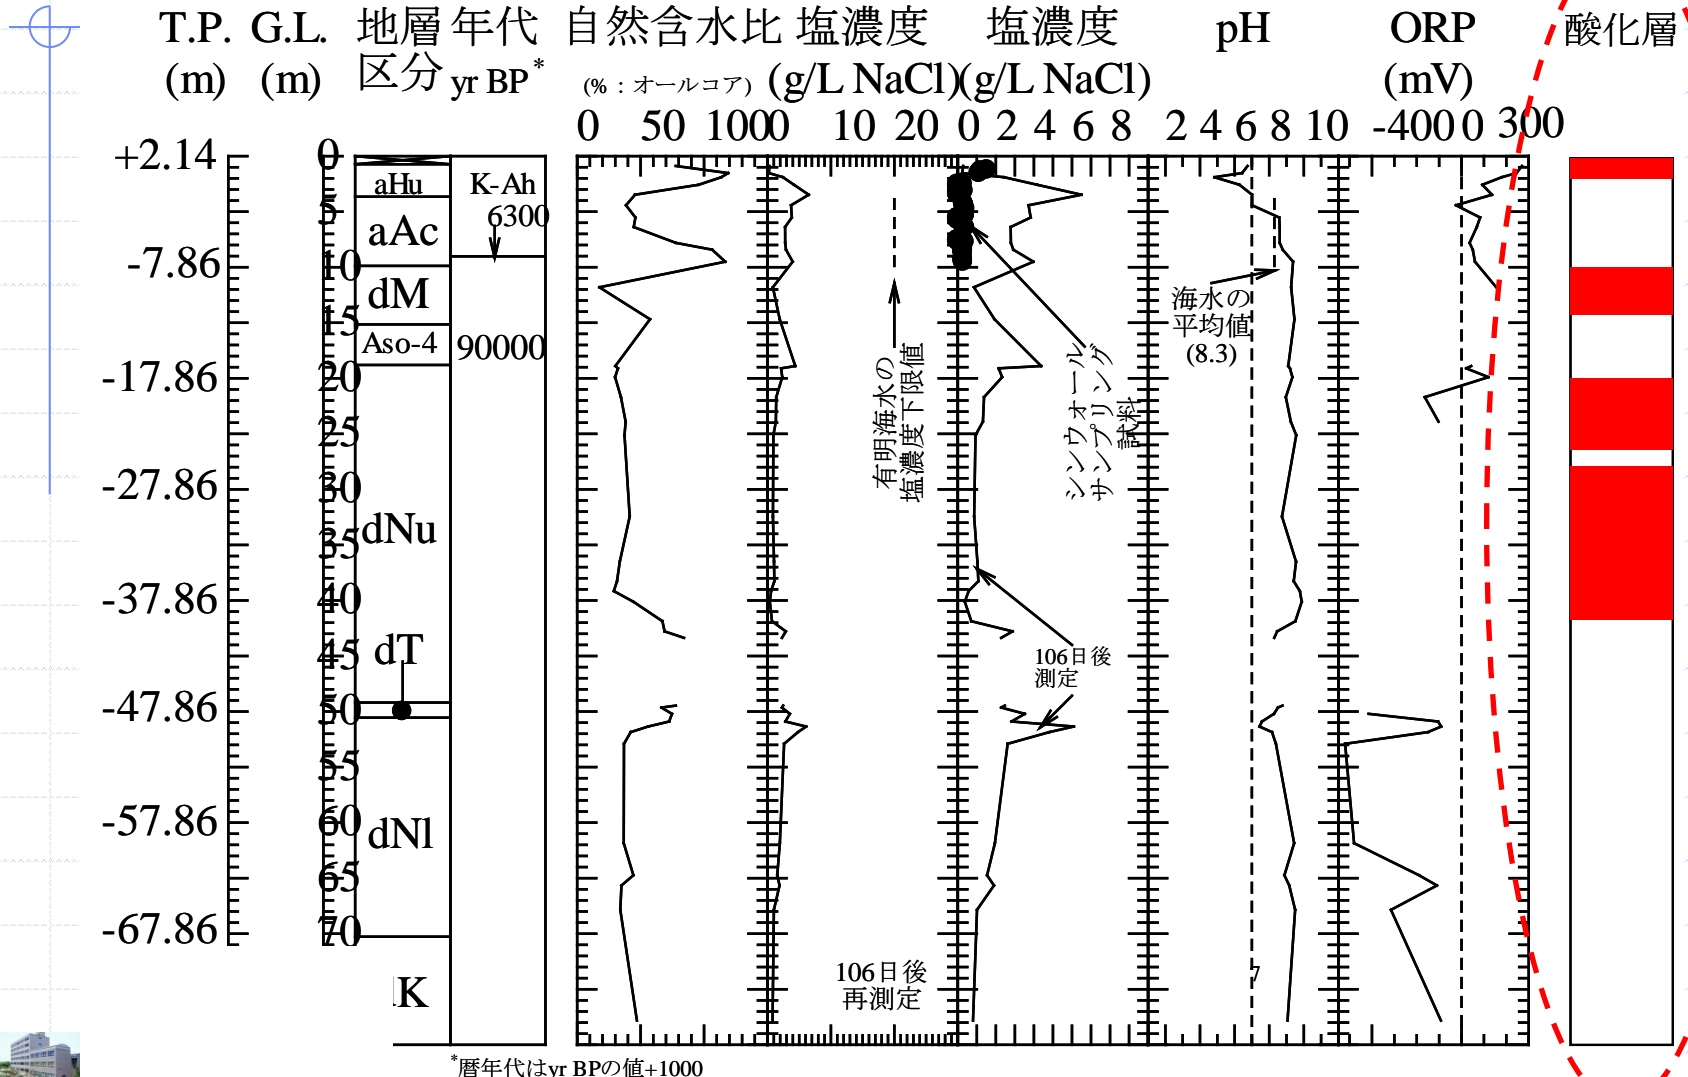 T.P. G.L. 地層 年代 自然含水比 塩濃度 塩濃度 pH ORP 酸化層
(m) (m) 区分 yr BP* (%：オールコア) (g/L NaCl) (g/L NaCl) (mV)
0 50 100 0 10 20 0 2 4 6 8 2 4 6 8 10 -400 0 300
+2.14 0
aHu K-Ah
5 6300
aAc
-7.86 10
dM
15
Aso-4 90000
-17.86 20
25
-27.86 30
dNu
35
-37.86 40
45 dT
-47.86 50
55
-57.86 60 dNl
65
-67.86 70
K
海水の
平均値
(8.3)
有明海水の
塩濃度下限値
シンウォール
サンプリング
試料
106日後
測定
106日後
再測定
7
*暦年代はyr BPの値+1000